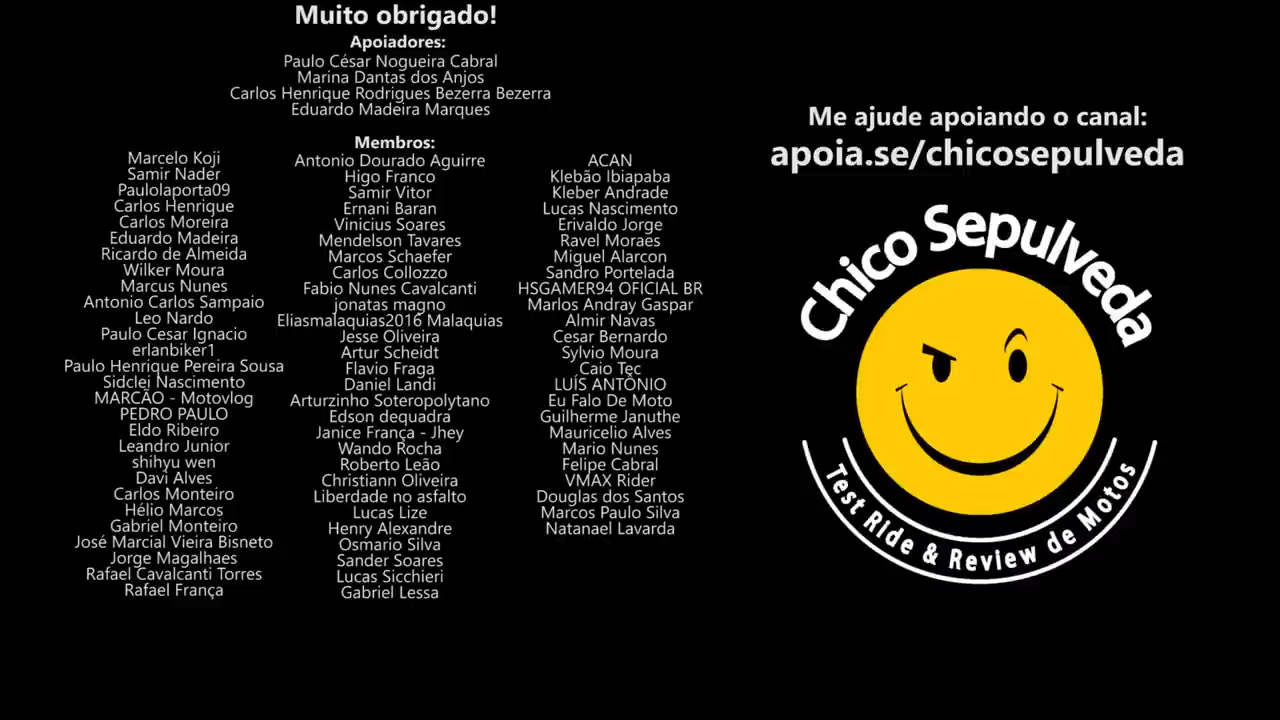 Muito obrigado!
Apoiadores:
Paulo César Nogueira Cabral
Marina Dantas dos Anjos
Carlos Henrique Rodrigues Bezerra Bezerra
Eduardo Madeira Marques
Membros:
Marcelo Koji
Samir Nader
Paulolaporta09
Carlos Henrique
Carlos Moreira
Eduardo Madeira
Ricardo de Almeida
Wilker Moura
Marcus Nunes
Antonio Carlos Sampaio
Leo Nardo
Paulo Cesar Ignacio
erlanbiker1
Paulo Henrique Pereira Sousa
Sidclei Nascimento
MARCÃO - Motovlog
PEDRO PAULO
Eldo Ribeiro
Leandro Junior
shihyu wen
Davi Alves
Carlos Monteiro
Hélio Marcos
Gabriel Monteiro
José Marcial Vieira Bisneto
Jorge Magalhaes
Rafael Cavalcanti Torres
Rafael França
Antonio Dourado Aguirre
Higo Franco
Samir Vitor
Ernani Baran
Vinicius Soares
Mendelson Tavares
Marcos Schaefer
Carlos Collozzo
Fabio Nunes Cavalcanti
jonatas magno
Eliasmalaquias2016 Malaquias
Jesse Oliveira
Artur Scheidt
Flavio Fraga
Daniel Landi
Arturzinho Soteropolytano
Edson dequadra
Janice França - Jhey
Wando Rocha
Roberto Leão
Christiann Oliveira
Liberdade no asfalto
Lucas Lize
Henry Alexandre
Osmario Silva
Sander Soares
Lucas Sicchieri
Gabriel Lessa
ACAN
Klebão Ibiapaba
Kleber Andrade
Lucas Nascimento
Erivaldo Jorge
Ravel Moraes
Miguel Alarcon
Sandro Portelada
HSGAMER94 OFICIAL BR
Marlos Andray Gaspar
Almir Navas
Cesar Bernardo
Sylvio Moura
Caio Tec
LUÍS ANTÔNIO
Eu Falo De Moto
Guilherme Januthe
Mauricelio Alves
Mario Nunes
Felipe Cabral
VMAX Rider
Douglas dos Santos
Marcos Paulo Silva
Natanael Lavarda
Me ajude apoiando o canal:
apoia.se/chicosepulveda
Chico Sepulveda
Test Ride & Review de Motos